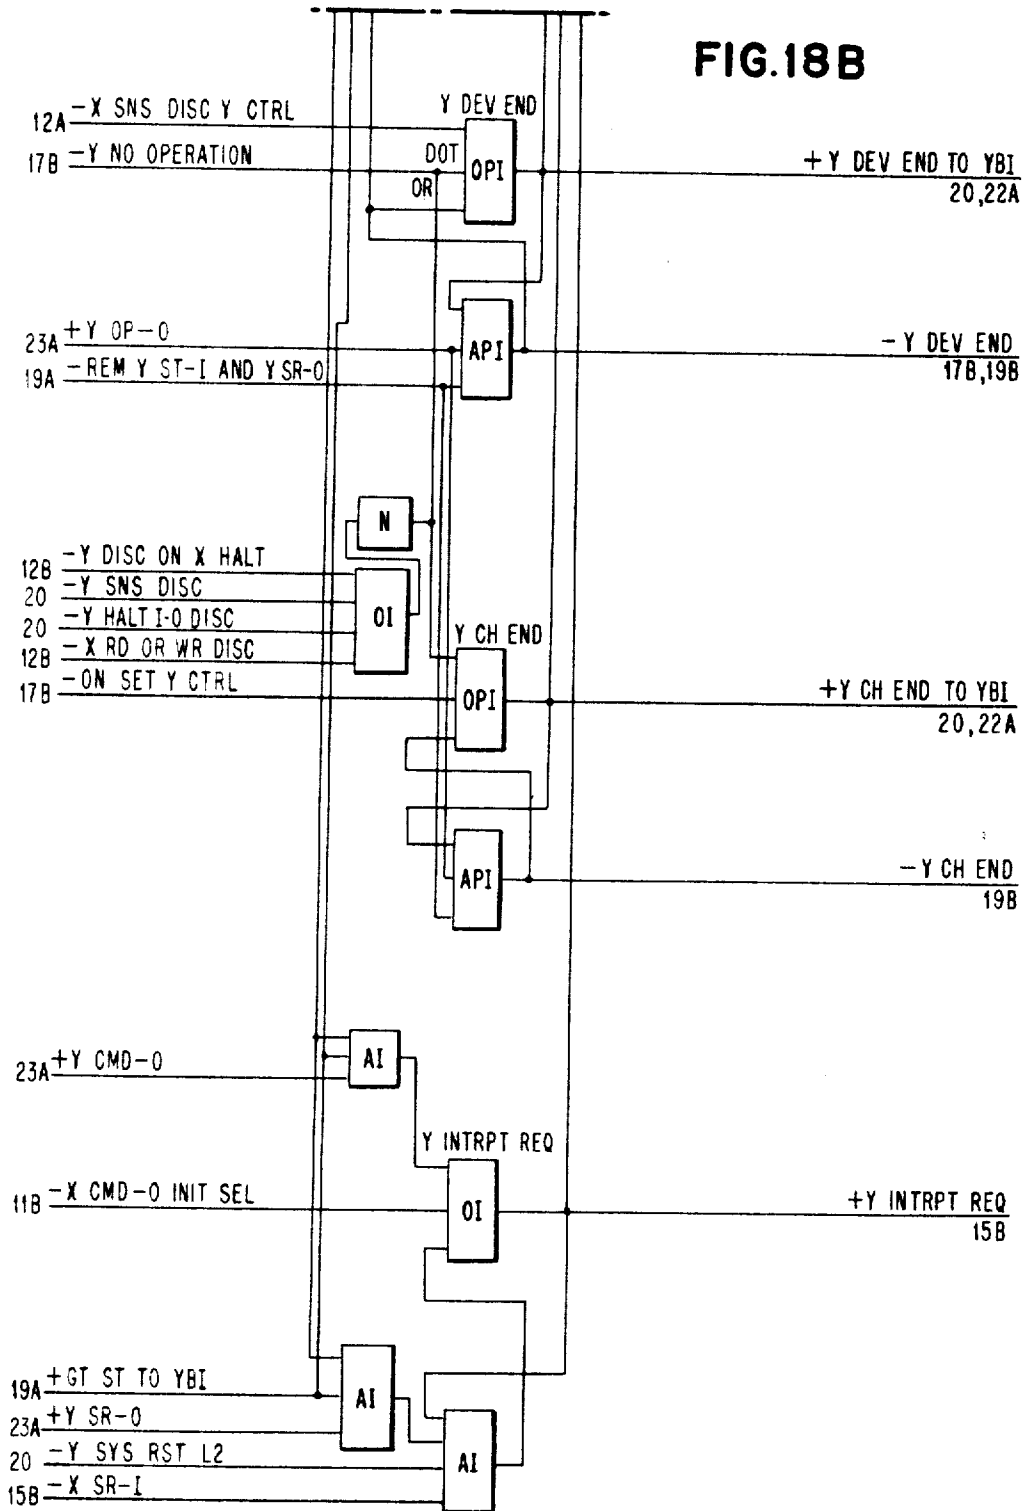 FIG.18B
Y DEV END
12A -X SNS DISC Y CTRL
17B -Y NO OPERATION
DOT
OR
OPI
+Y DEV END TO YBI
20,22A
23A +Y OP-0
19A -REM Y ST-I AND Y SR-0
API
-Y DEV END
17B,19B
N
12B -Y DISC ON X HALT
20 -Y SNS DISC
20 -Y HALT I-O DISC
12B -X RD OR WR DISC
17B -ON SET Y CTRL
OI
Y CH END
OPI
+Y CH END TO YBI
20,22A
API
-Y CH END
19B
23A +Y CMD-0
AI
Y INTRPT REQ
11B -X CMD-0 INIT SEL
OI
+Y INTRPT REQ
15B
19A +GT ST TO YBI
23A +Y SR-0
20 -Y SYS RST L2
15B -X SR-I
AI
AI